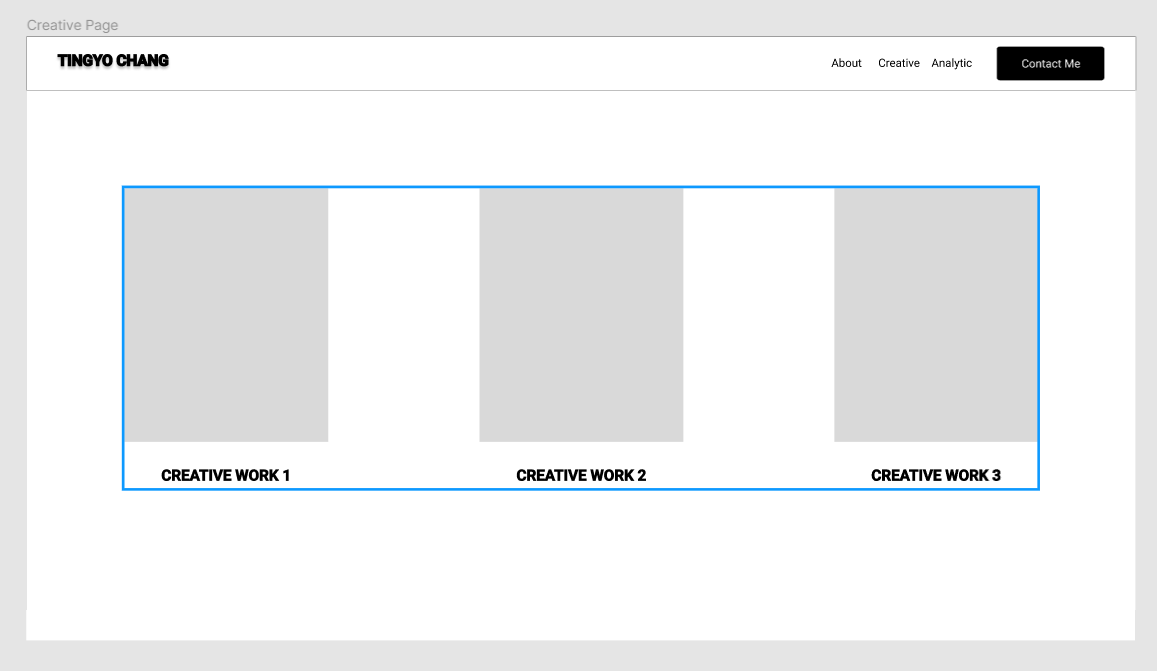 Creative Page
TINGYO CHANG
About Creative Analytic Contact Me
CREATIVE WORK 1 CREATIVE WORK 2 CREATIVE WORK 3